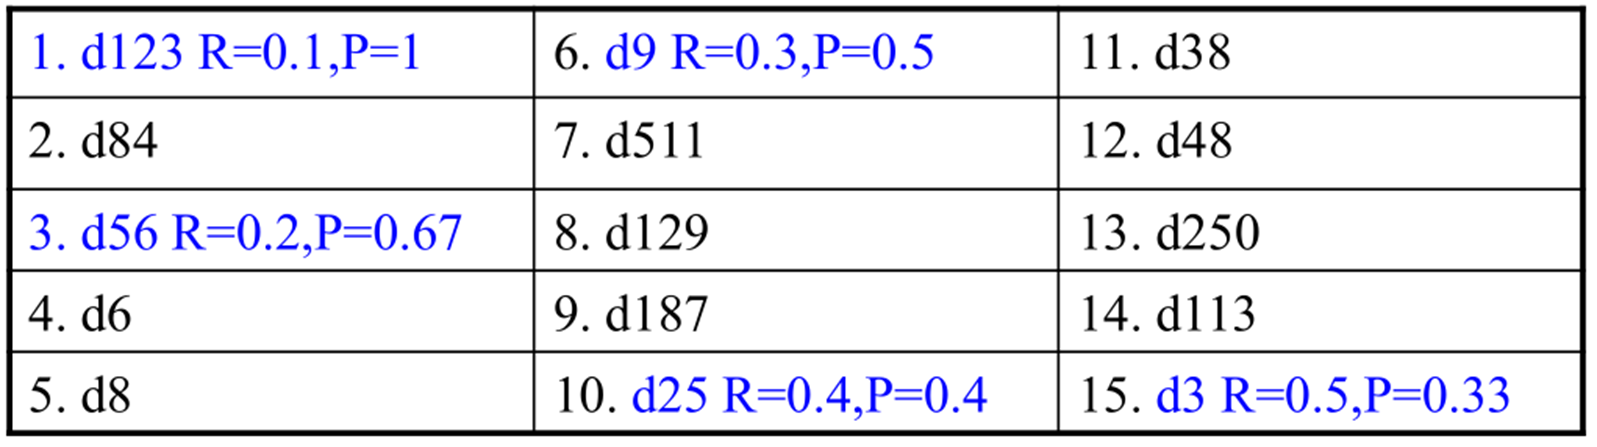 1. d123 R=0.1,P=1
6. d9 R=0.3,P=0.5
11. d38
2. d84
7. d511
12. d48
3. d56 R=0.2,P=0.67
8. d129
13. d250
4. d6
9. d187
14. d113
5. d8
10. d25 R=0.4,P=0.4
15. d3 R=0.5,P=0.33